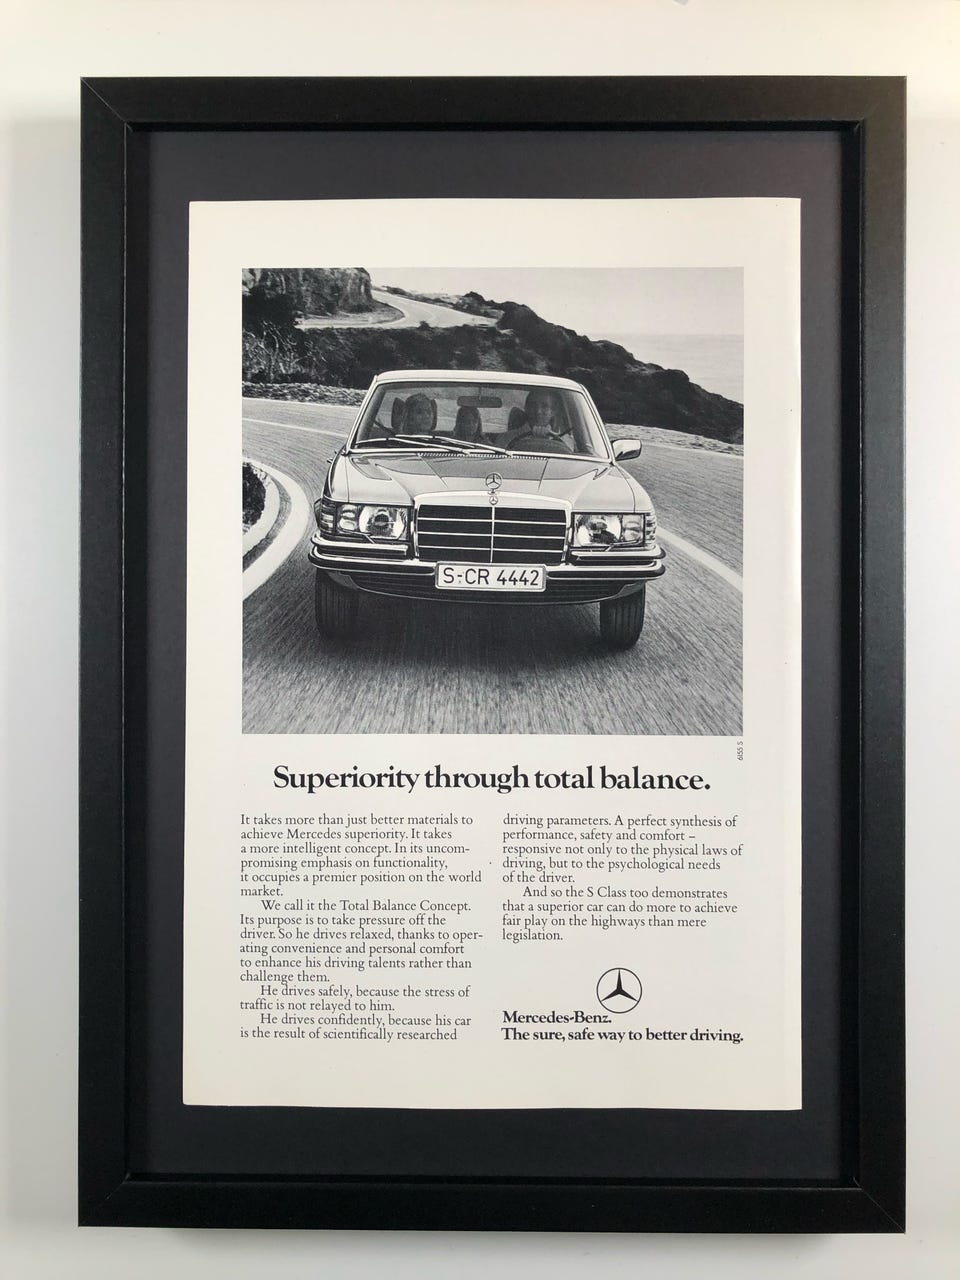 S-CR 4442
6155 S
Superiority through total balance.
It takes more than just better materials to
achieve Mercedes superiority. It takes
a more intelligent concept. In its uncom-
promising emphasis on functionality,
it occupies a premier position on the world
market.
We call it the Total Balance Concept.
Its purpose is to take pressure off the
driver. So he drives relaxed, thanks to oper-
ating convenience and personal comfort
to enhance his driving talents rather than
challenge them.
He drives safely, because the stress of
traffic is not relayed to him.
He drives confidently, because his car
is the result of scientifically researched
driving parameters. A perfect synthesis of
performance, safety and comfort –
responsive not only to the physical laws of
driving, but to the psychological needs
of the driver.
And so the S Class too demonstrates
that a superior car can do more to achieve
fair play on the highways than mere
legislation.
Mercedes-Benz.
The sure, safe way to better driving.